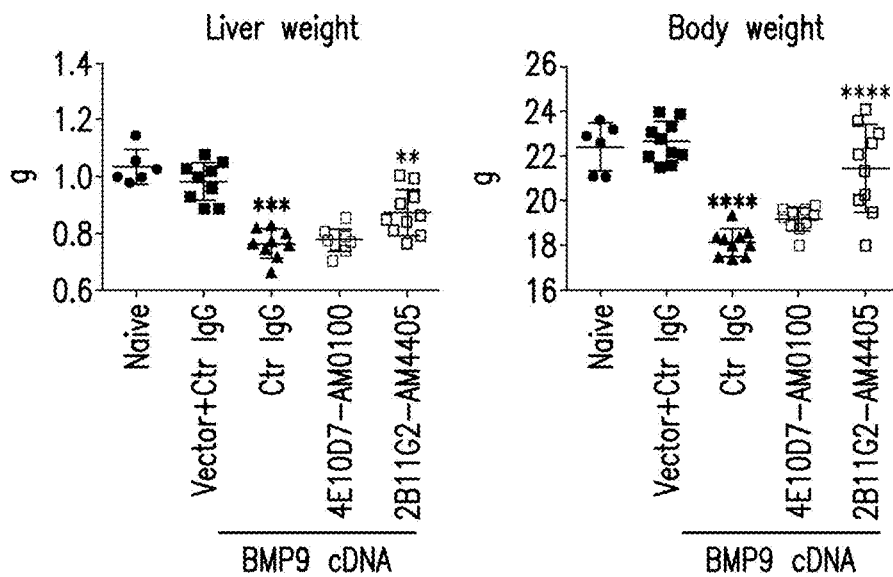 Liver weight
1.4
1.2
1.0
0.8
0.6
g
***
**
Naive
Vector+Ctr IgG
Ctr IgG
4E10D7-AM0100
2B11G2-AM4405
BMP9 cDNA
Body weight
26
24
22
20
18
16
g
****
****
Naive
Vector+Ctr IgG
Ctr IgG
4E10D7-AM0100
2B11G2-AM4405
BMP9 cDNA